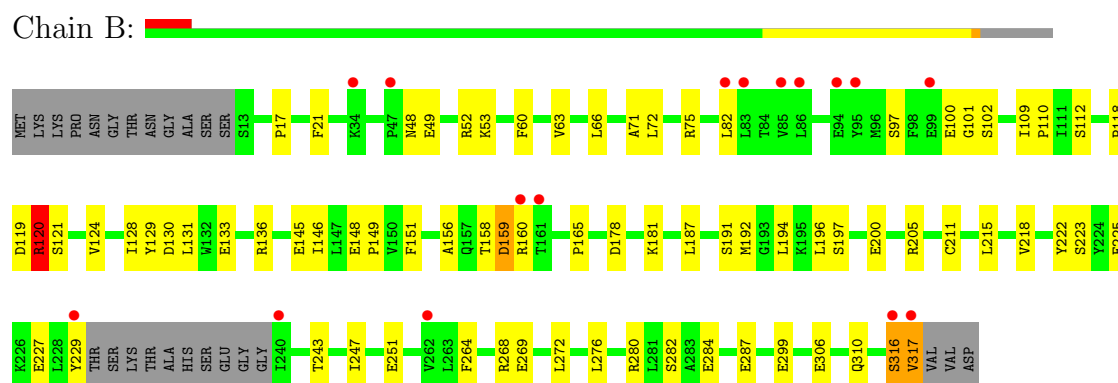 Chain B:
MET LYS LYS PRO ASN GLY THR ASN GLY ALA SER SER S13 P17 F21 K34 P47 N48 E49 R52 K53 F60 V63 L66 A71 L72 R75 L82 L83 T84 V85 L86 E94 Y95 M96 S97 F98 E99 E100 G101 S102 I109 P110 I111 S112
D119 R120 S121 V124 I128 Y129 D130 L131 W132 E133 R136 E145 I146 L147 E148 P149 V150 F151 A156 Q157 T158 D159 R160 T161 P165 D178 K181 L187 S191 M192 G193 L194 K195 L196 S197 E200 R205 C211 L215 V218 Y222 S223 Y224
K226 E227 L228 Y229 THR SER LYS THR ALA HIS SER GLU GLY GLY I240 T243 I247 E251 V262 L263 F264 R268 E269 L272 L276 R280 L281 S282 A283 E284 E287 E299 E306 Q310 S316 V317 VAL VAL ASP